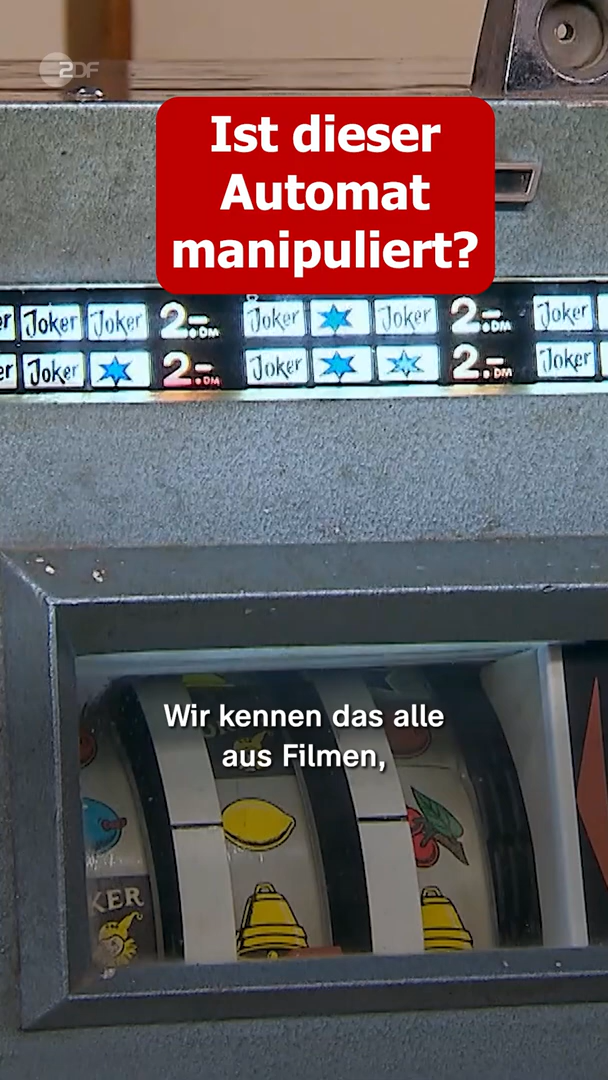 ZDF
Ist dieser
Automat
manipuliert?
Joker Joker 2.- DM Joker Joker 2.- DM Joker
Joker 2.- DM Joker 2.- DM Joker
Wir kennen das alle
aus Filmen,
KER